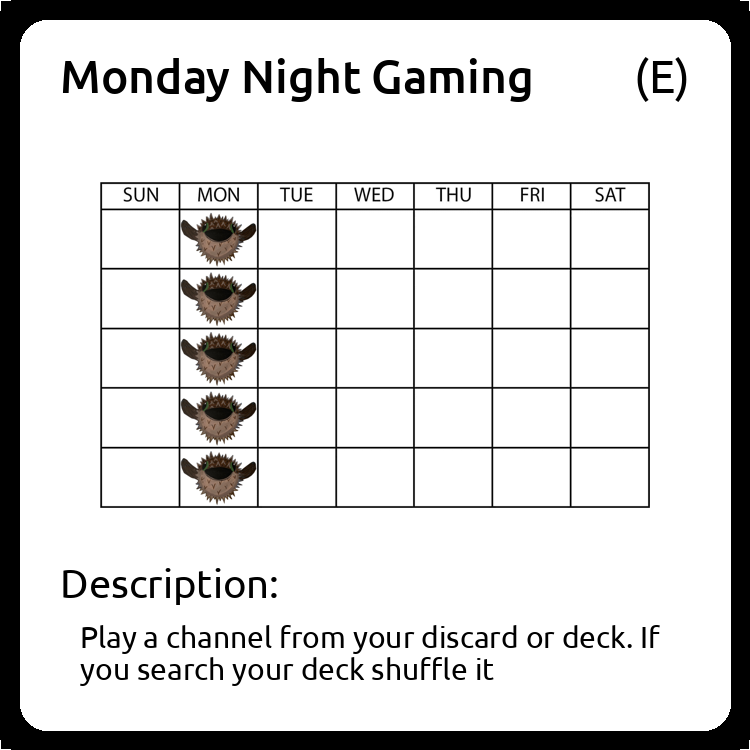 Monday Night Gaming (E)
SUN MON TUE WED THU FRI SAT
Description:
Play a channel from your discard or deck. If
you search your deck shuffle it